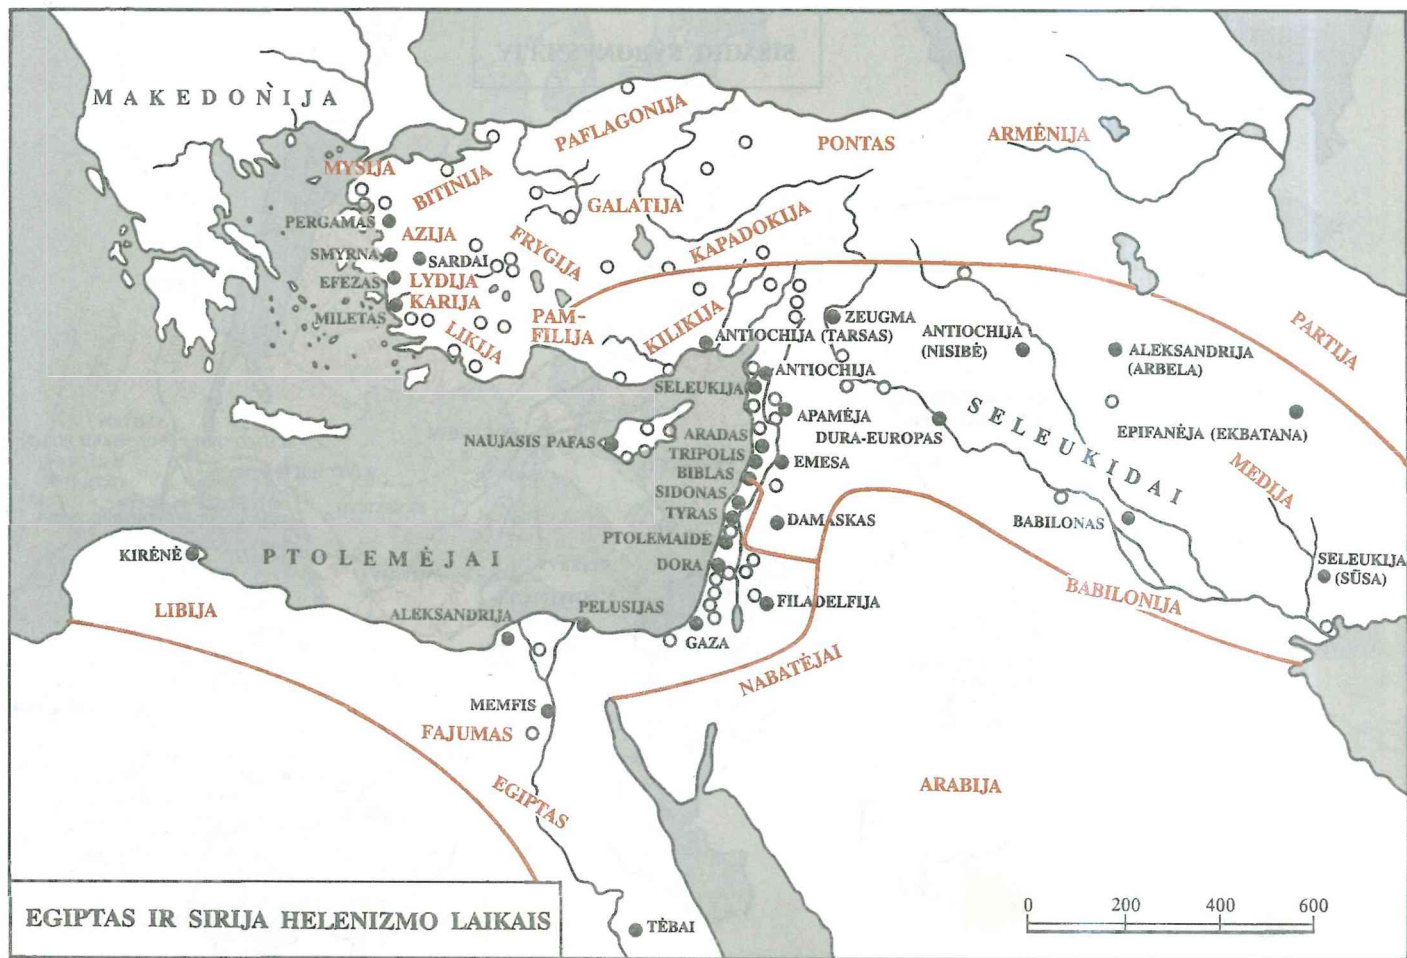 MAKEDONIJA
PAFLAGONIJA
PONTAS
ARMĖNIJA
MYSIJA
BITINIJA
GALATIJA
KAPADOKIJA
PERGAMAS
AZIJA
FRYGIJA
SMYRNA
SARDAI
EFEZAS
LYDIJA
KARIJA
MILETAS
LIKIJA
PAM-
FILIJA
KILIKIJA
ANTIOCHIJA
(TARSAS)
ZEUGMA
ANTIOCHIJA
(NISIBĖ)
ALEKSANDRIJA
(ARBELA)
PARTIJA
ANTIOCHIJA
SELEUKIJA
APAMĖJA
DURA-EUROPAS
SELEUKIDAI
EPIFANĖJA (EKBATANA)
MEDIJA
NAUJASIS PAFAS
ARADAS
TRIPOLIS
BIBLAS
EMESA
SIDONAS
TYRAS
DAMASKAS
BABILONAS
PTOLEMAIDĖ
DORA
SELEUKIJA
(SŪSA)
KIRĖNĖ
PTOLEMĖJAI
LIBIJA
ALEKSANDRIJA
PELUSIJAS
FILADELFIJA
BABILONIJA
GAZA
NABATĖJAI
MEMFIS
FAJUMAS
EGIPTAS
ARABIJA
TĖBAI
EGIPTAS IR SIRIJA HELENIZMO LAIKAIS
0 200 400 600